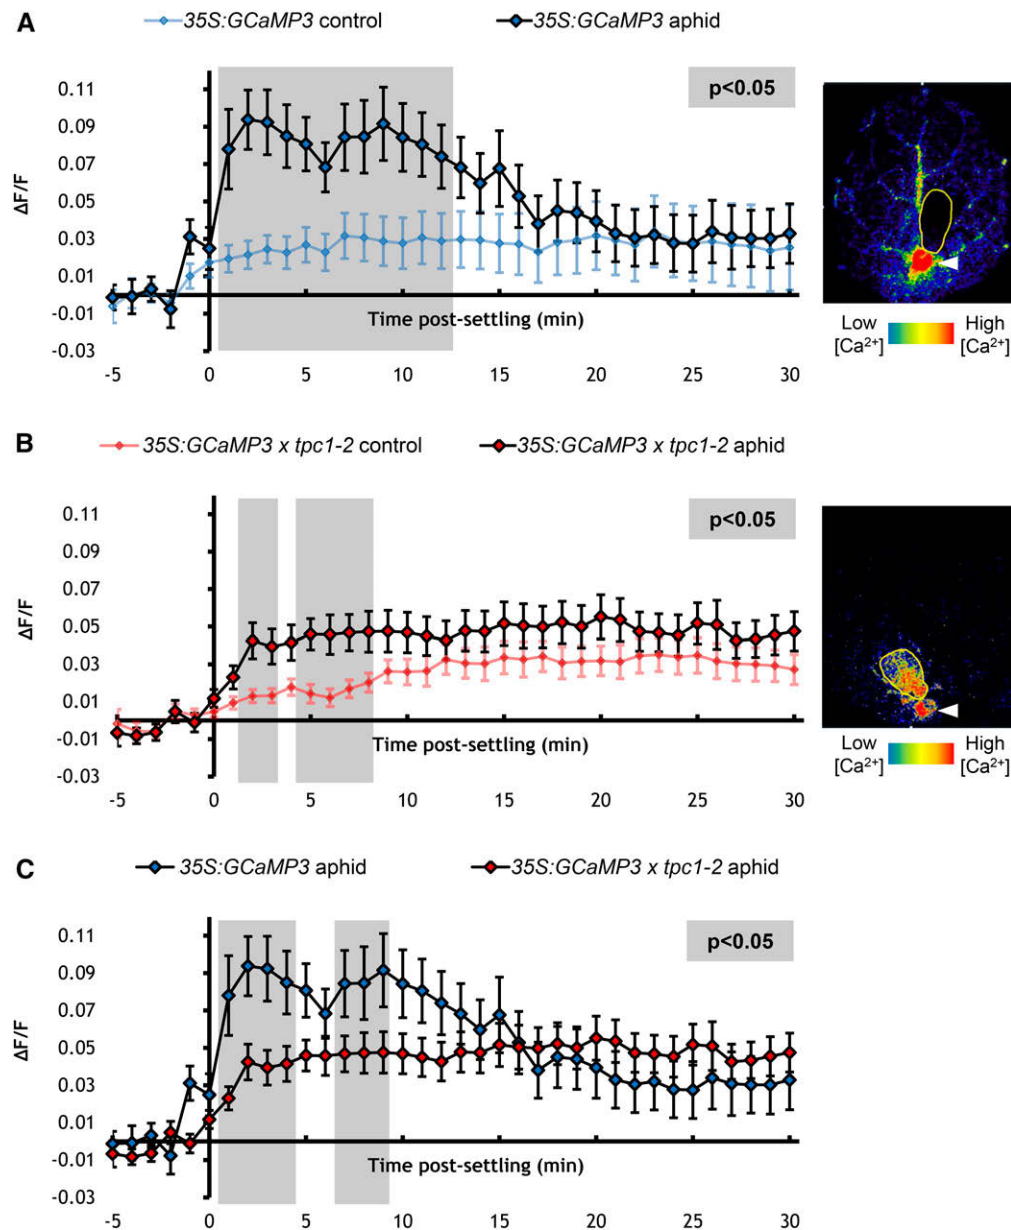 A
35S:GCaMP3 control 35S:GCaMP3 aphid
0.11
0.09
0.07
0.05
0.03
0.01
-0.01
-0.03
ΔF/F
p<0.05
Time post-settling (min)
-5 0 5 10 15 20 25 30
Low High
[Ca²⁺] [Ca²⁺]
B
35S:GCaMP3 x tpc1-2 control 35S:GCaMP3 x tpc1-2 aphid
0.11
0.09
0.07
0.05
0.03
0.01
-0.01
-0.03
ΔF/F
p<0.05
Time post-settling (min)
-5 0 5 10 15 20 25 30
Low High
[Ca²⁺] [Ca²⁺]
C
35S:GCaMP3 aphid 35S:GCaMP3 x tpc1-2 aphid
0.11
0.09
0.07
0.05
0.03
0.01
-0.01
-0.03
ΔF/F
p<0.05
Time post-settling (min)
-5 0 5 10 15 20 25 30